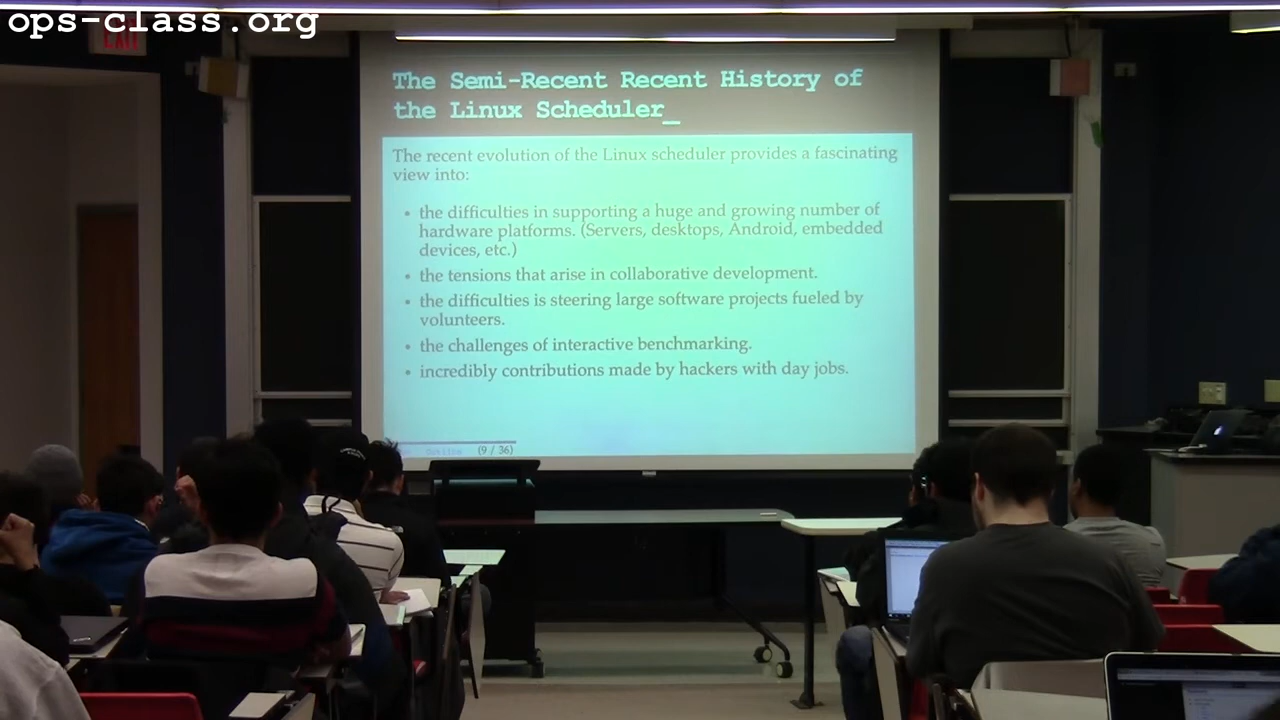 ops-class.org
EXIT
The Semi-Recent Recent History of
the Linux Scheduler_
The recent evolution of the Linux scheduler provides a fascinating
view into:
• the difficulties in supporting a huge and growing number of
hardware platforms. (Servers, desktops, Android, embedded
devices, etc.)
• the tensions that arise in collaborative development.
• the difficulties is steering large software projects fueled by
volunteers.
• the challenges of interactive benchmarking.
• incredibly contributions made by hackers with day jobs.
Outline (9 / 36)